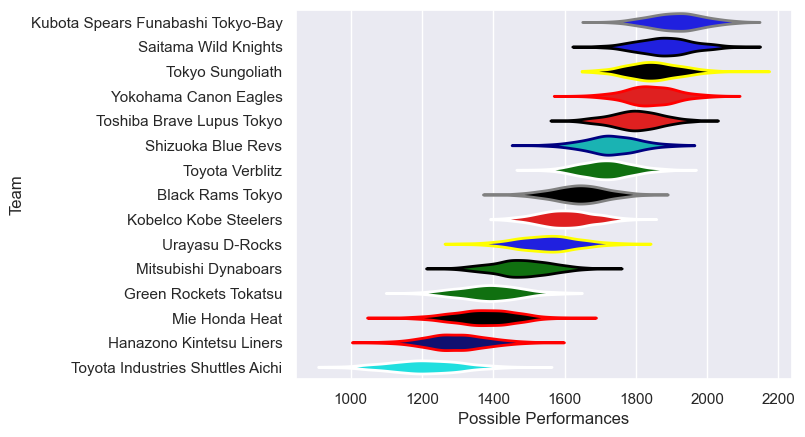 Kubota Spears Funabashi Tokyo-Bay
Saitama Wild Knights
Tokyo Sungoliath
Yokohama Canon Eagles
Toshiba Brave Lupus Tokyo
Shizuoka Blue Revs
Toyota Verblitz
Black Rams Tokyo
Kobelco Kobe Steelers
Urayasu D-Rocks
Mitsubishi Dynaboars
Green Rockets Tokatsu
Mie Honda Heat
Hanazono Kintetsu Liners
Toyota Industries Shuttles Aichi
Team
1000 1200 1400 1600 1800 2000 2200
Possible Performances